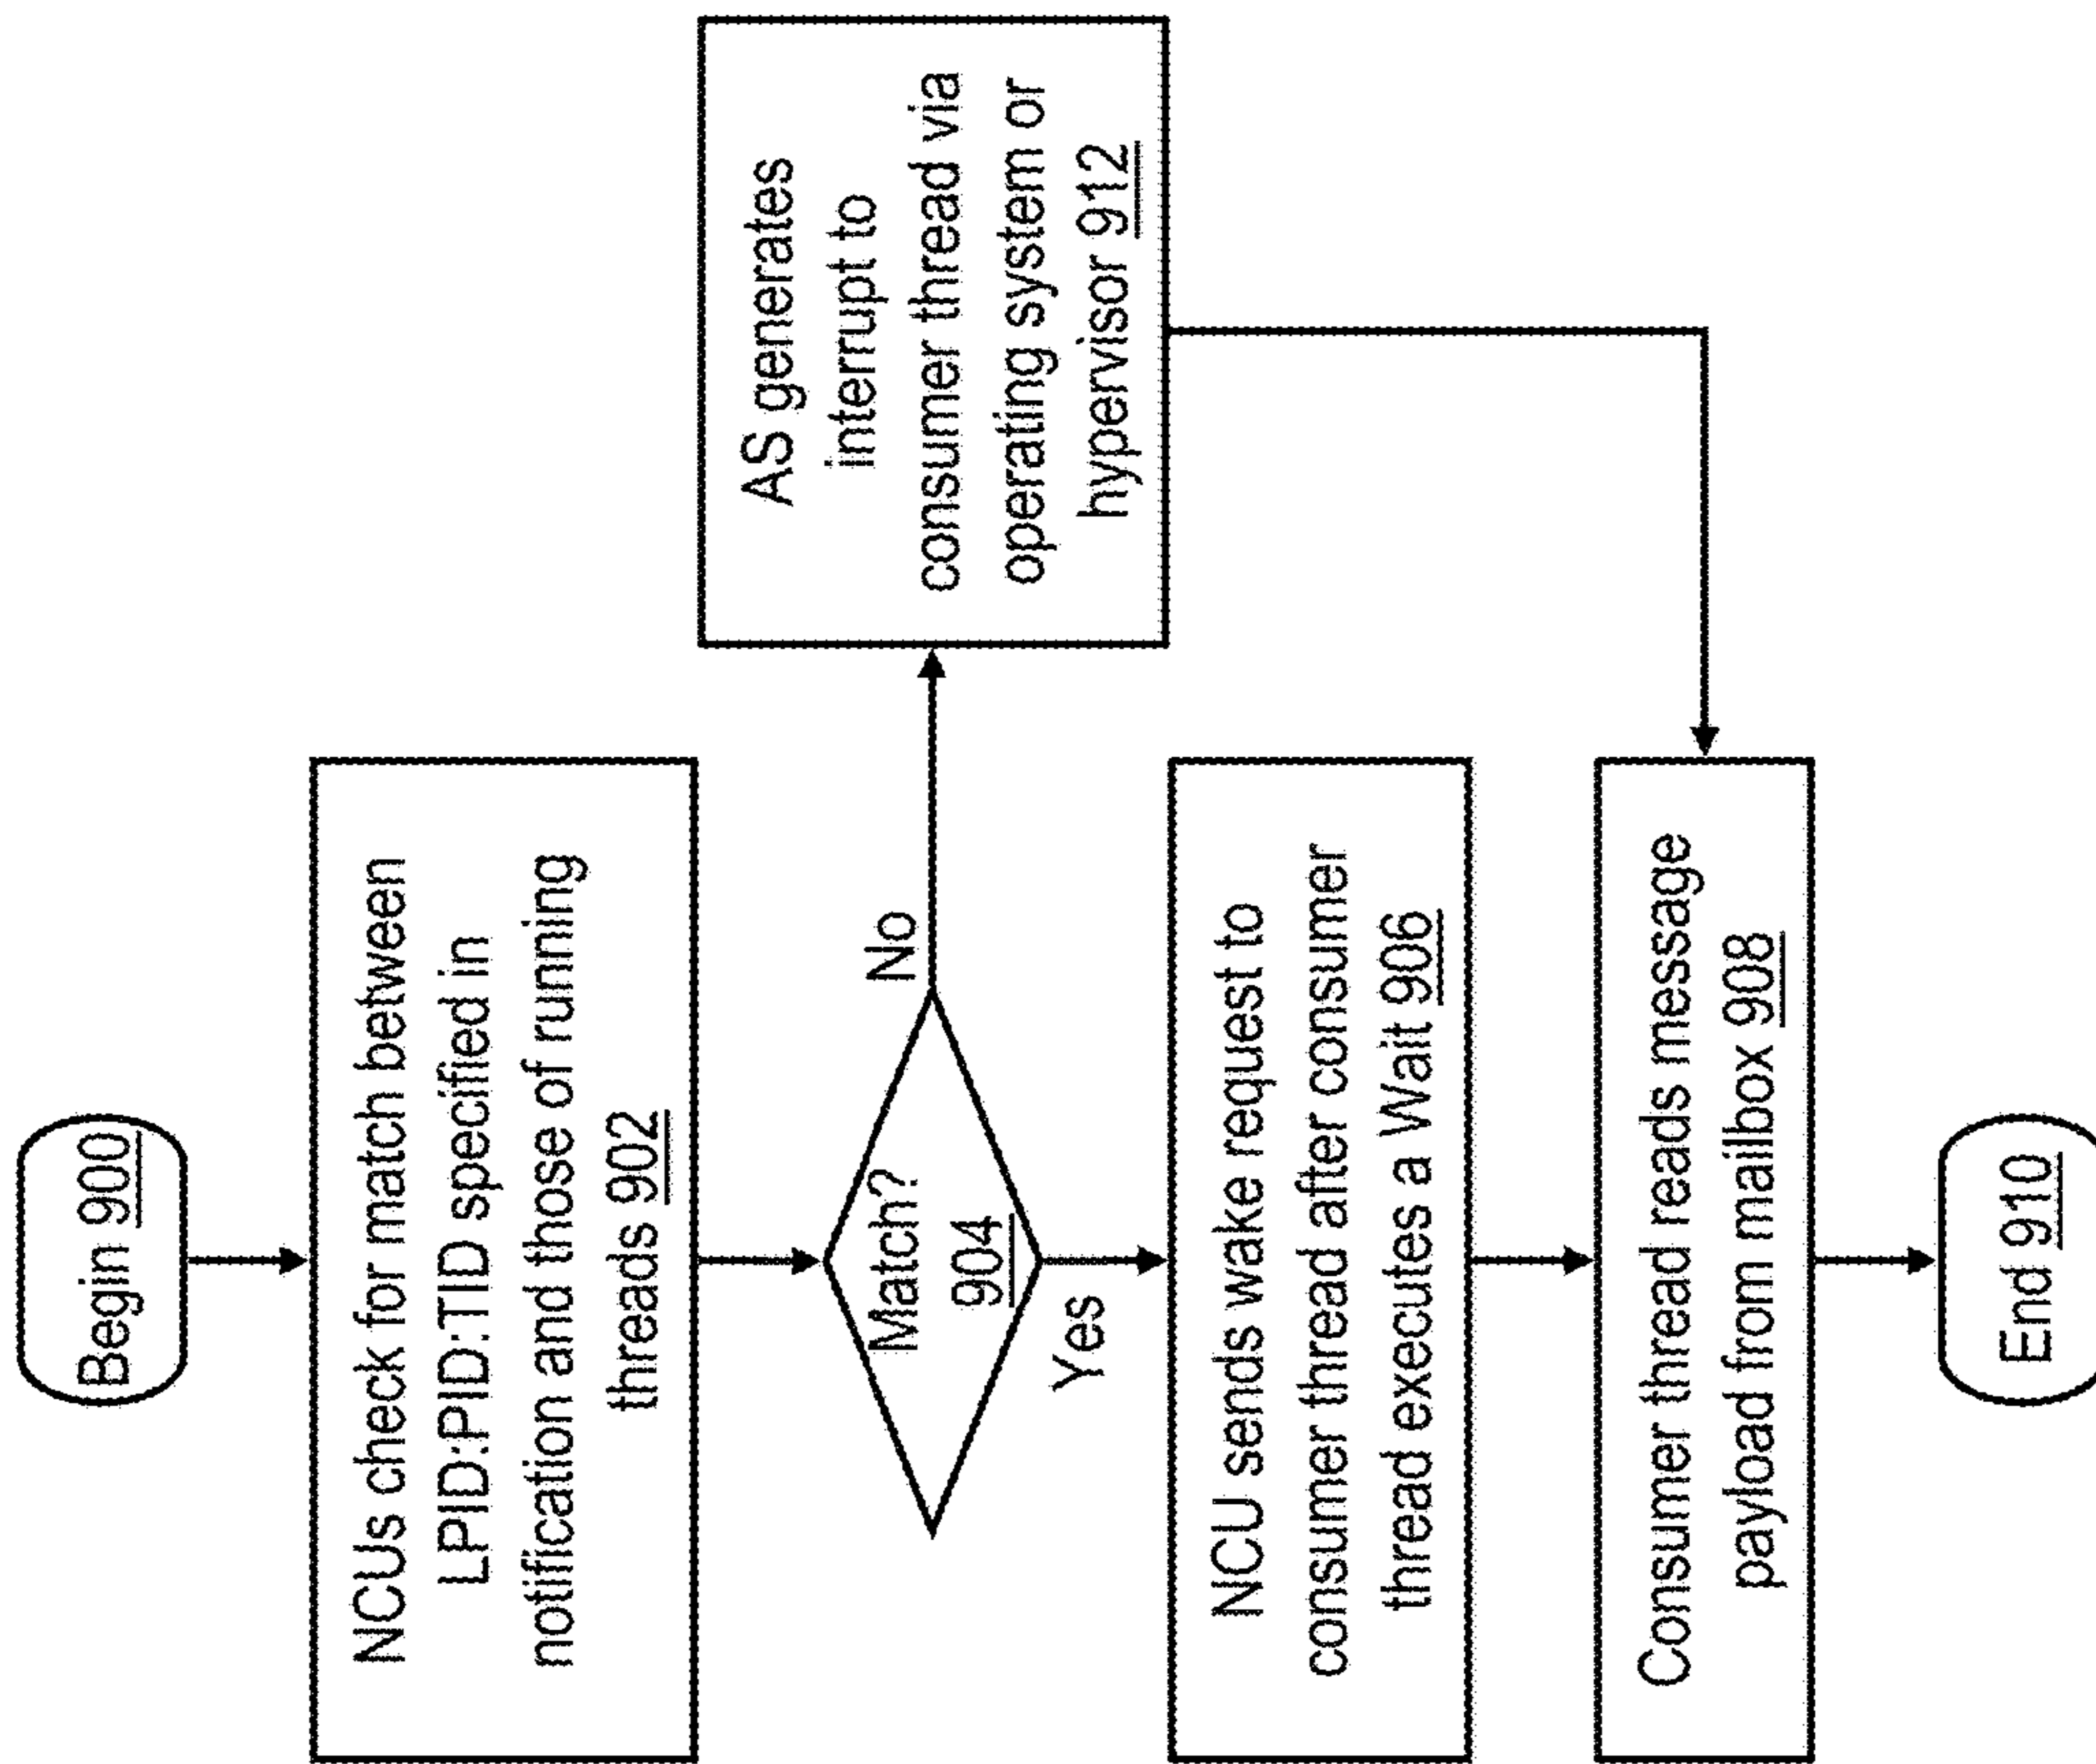 Begin 900
NCUs check for match between
LPID:PID:TID specified in
notification and those of running
threads 902
Match?
904
No
Yes
AS generates
interrupt to
consumer thread via
operating system or
hypervisor 912
NCU sends wake request to
consumer thread after consumer
thread executes a Wait 906
Consumer thread reads message
payload from mailbox 908
End 910